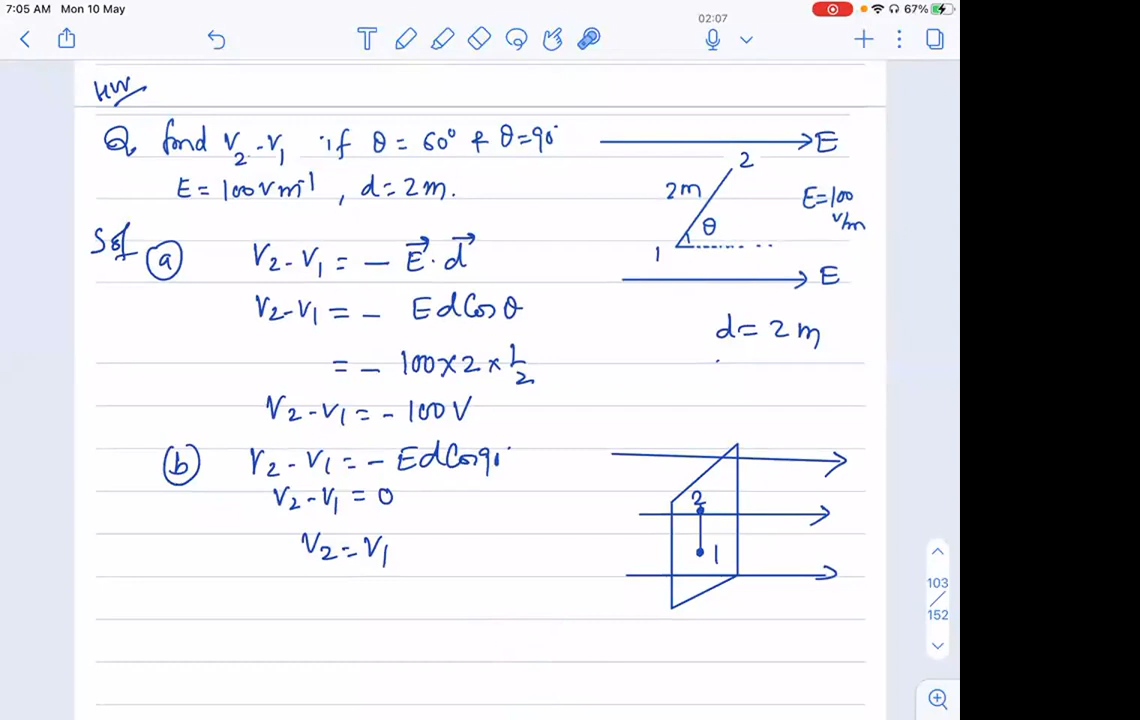 7:05 AM Mon 10 May
67%
02:07
T
HW
Q find V₂-V₁ if θ = 60° & θ=90°
E = 100 V m⁻¹ , d = 2 m.
E
2
2m
θ
1
E=100 V/m
E
d = 2 m
Sol (a) V₂-V₁ = - E⃗ . d⃗
V₂-V₁ = - E d Cos θ
= - 100 × 2 × 1/2
V₂-V₁ = - 100 V
(b) V₂-V₁ = - E d Cos 90°
V₂-V₁ = 0
V₂ = V₁
2
1
103
152